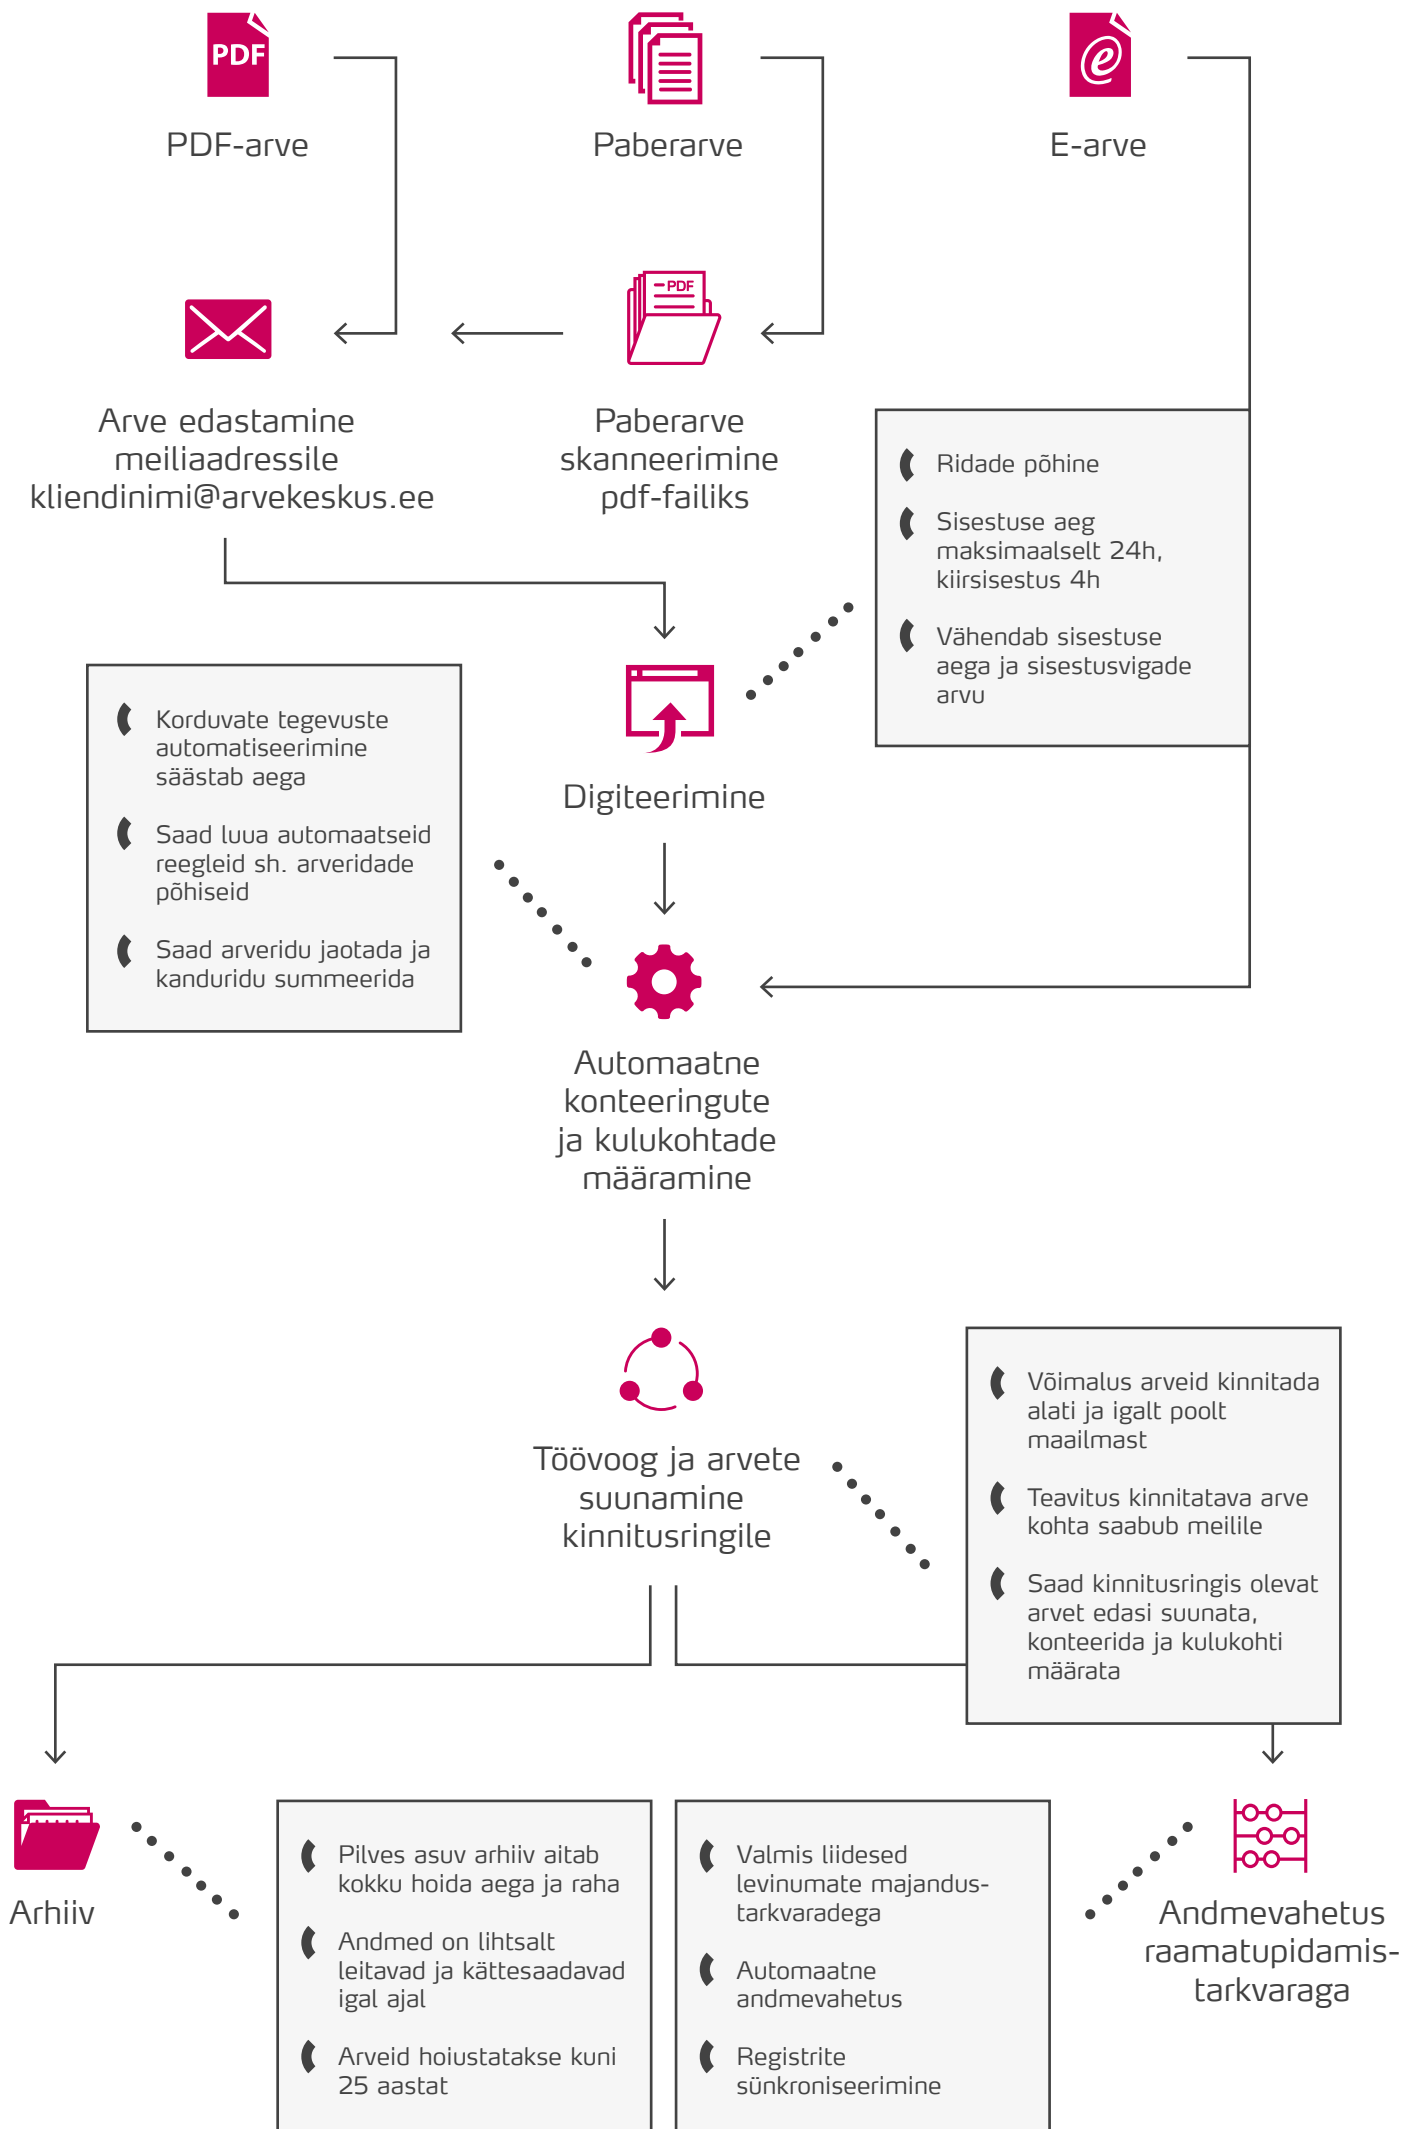 PDF
PDF-arve
Paberarve
e
E-arve
PDF
Arve edastamine
meiliaadressile
kliendinimi@arvekeskus.ee
Paberarve
skanneerimine
pdf-failiks
Ridade põhine
Sisestuse aeg
maksimaalselt 24h,
kiirsisestus 4h
Vähendab sisestuse
aega ja sisestusvigade
arvu
Korduvate tegevuste
automatiseerimine
säästab aega
Saad luua automaatseid
reegleid sh. arveridade
põhiseid
Saad arveridu jaotada ja
kanduridu summeerida
Digiteerimine
Automaatne
konteeringute
ja kulukohtade
määramine
Töövoog ja arvete
suunamine
kinnitusringile
Võimalus arveid kinnitada
alati ja igalt poolt
maailmast
Teavitus kinnitatava arve
kohta saabub meilile
Saad kinnitusringis olevat
arvet edasi suunata,
konteerida ja kulukohti
määrata
Arhiiv
Pilves asuv arhiiv aitab
kokku hoida aega ja raha
Andmed on lihtsalt
leitavad ja kättesaadavad
igal ajal
Arveid hoiustatakse kuni
25 aastat
Valmis liidesed
levinumate majandus-
tarkvaradega
Automaatne
andmevahetus
Registrite
sünkroniseerimine
Andmevahetus
raamatupidamis-
tarkvaraga